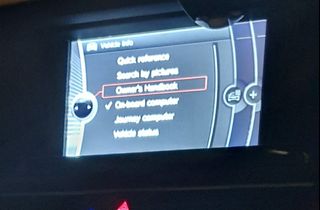 Vehicle Info
Quick reference
Search by pictures
Owner's Handbook
On-board computer
Journey computer
Vehicle status